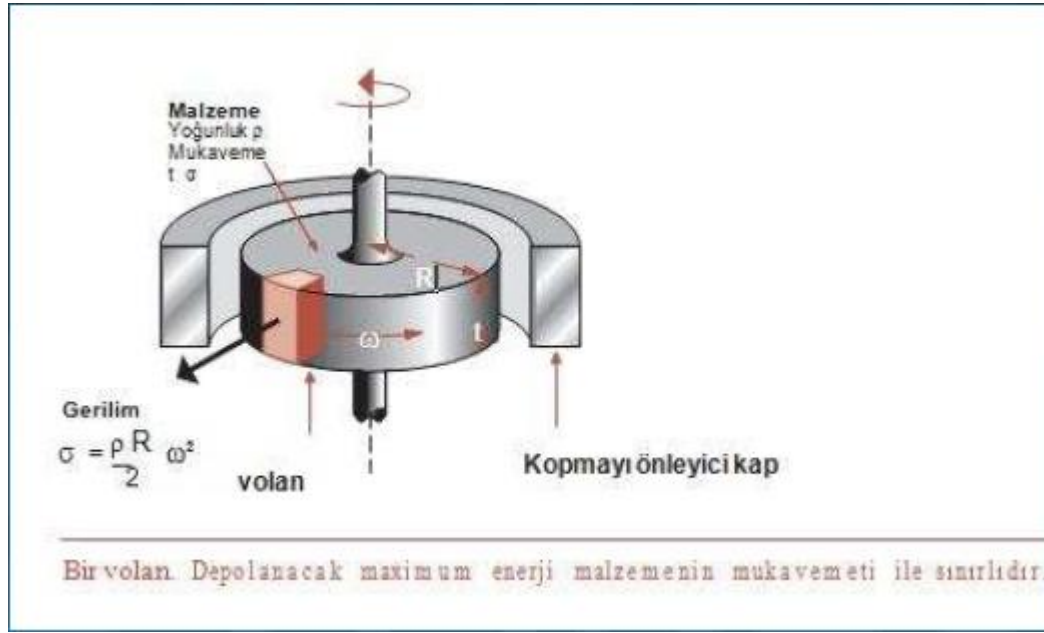 Malzeme
Yoğunluk ρ
Mukaveme
t σ
R
ω
t
Gerilim
σ = ρ R ω²
2
volan
Kopmayı önleyici kap
Bir volan. Depolanacak maximum enerji malzemenin mukavemeti ile sınırlıdır.